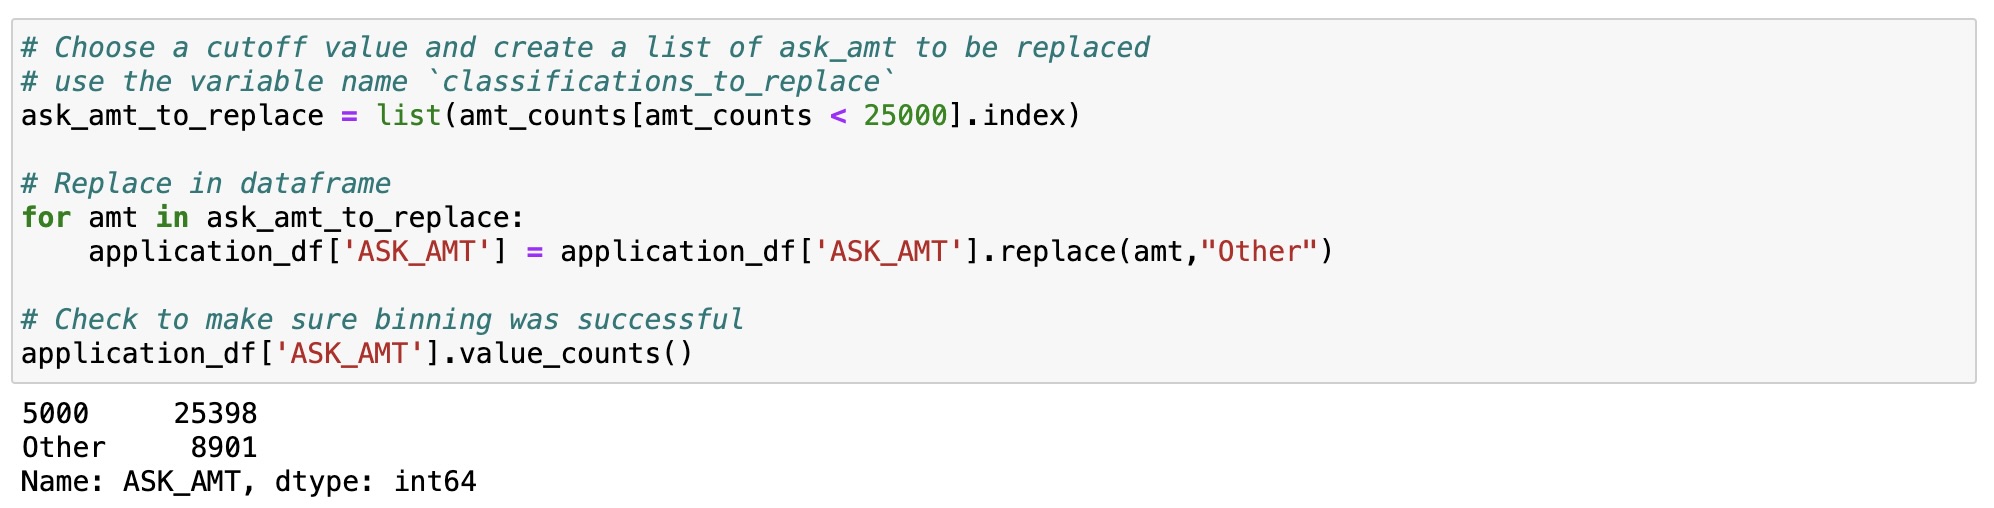 # Choose a cutoff value and create a list of ask_amt to be replaced
# use the variable name `classifications_to_replace`
ask_amt_to_replace = list(amt_counts[amt_counts < 25000].index)
# Replace in dataframe
for amt in ask_amt_to_replace:
    application_df['ASK_AMT'] = application_df['ASK_AMT'].replace(amt,"Other")
# Check to make sure binning was successful
application_df['ASK_AMT'].value_counts()
5000     25398
Other     8901
Name: ASK_AMT, dtype: int64